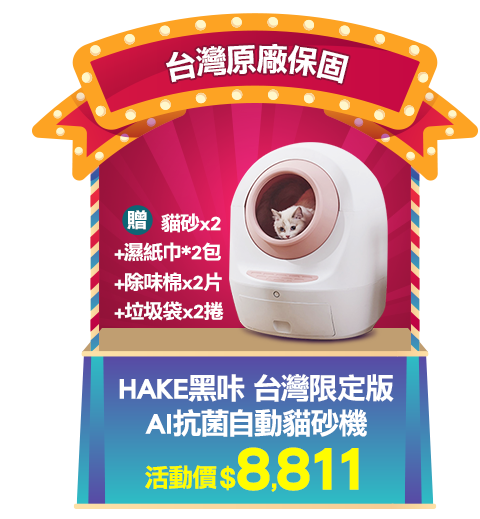 台灣原廠保固
贈 貓砂x2
+濕紙巾*2包
+除味棉x2片
+垃圾袋x2捲
HAKE黑咔 台灣限定版
AI抗菌自動貓砂機
活動價$8,811